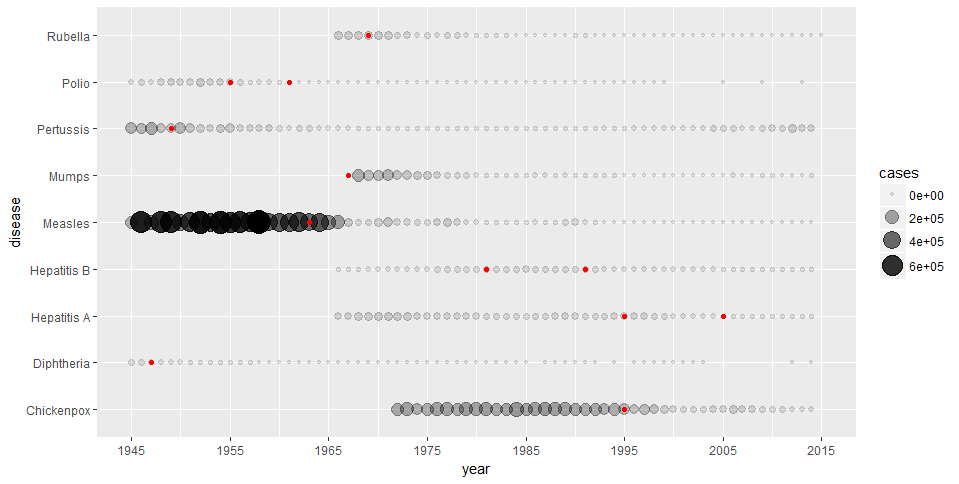 Rubella
Polio
Pertussis
Mumps
Measles
Hepatitis B
Hepatitis A
Diphtheria
Chickenpox
disease
1945 1955 1965 1975 1985 1995 2005 2015
year
cases
0e+00
2e+05
4e+05
6e+05